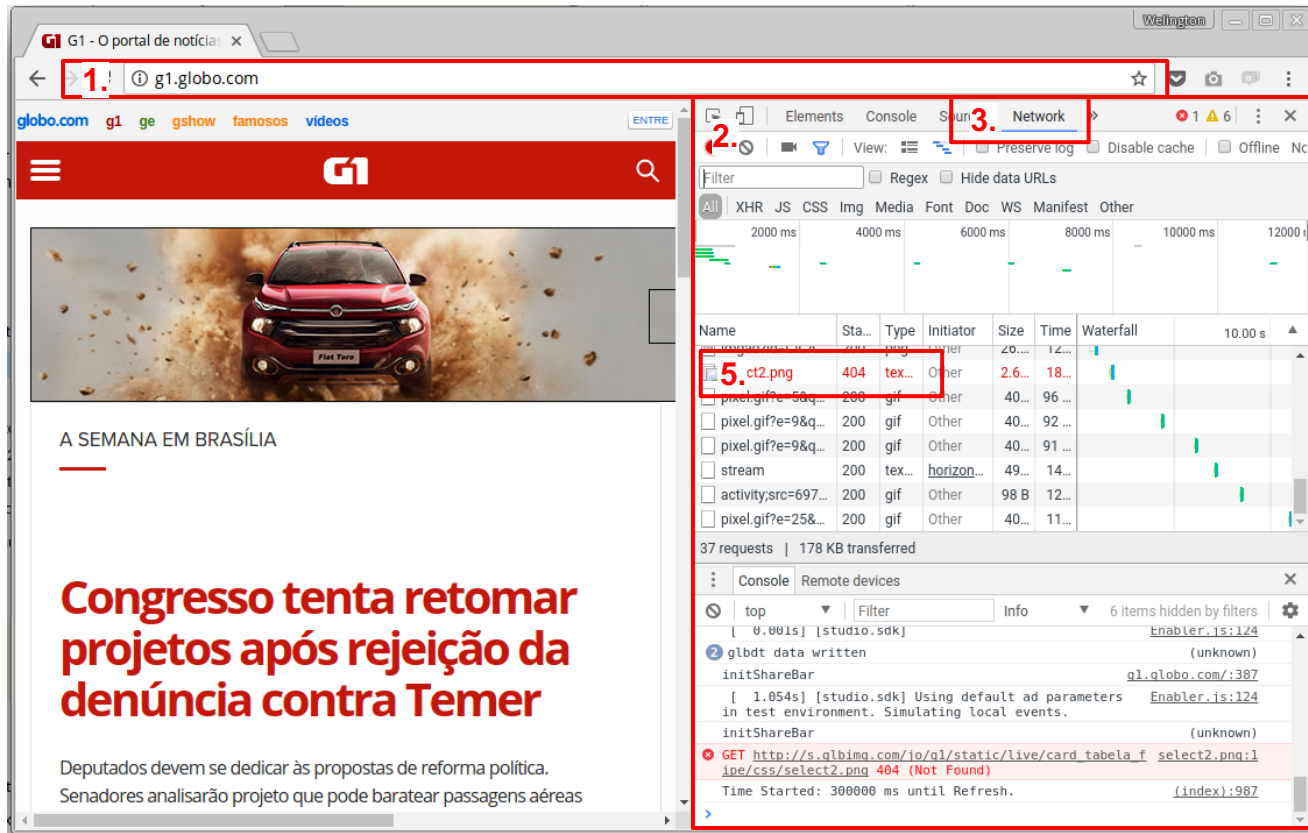 Welington
G1 - O portal de notícias
1.
g1.globo.com
globo.com g1 ge gshow famosos vídeos ENTRE
G1
Fiat Toro
A SEMANA EM BRASÍLIA
Congresso tenta retomar
projetos após rejeição da
denúncia contra Temer
Deputados devem se dedicar às propostas de reforma política.
Senadores analisarão projeto que pode baratear passagens aéreas
2.
Elements Console Sour 3. Network » 1 6
View: Preserve log Disable cache Offline No
Filter Regex Hide data URLs
All XHR JS CSS Img Media Font Doc WS Manifest Other
2000 ms 4000 ms 6000 ms 8000 ms 10000 ms 12000
Name Sta... Type Initiator Size Time Waterfall 10.00 s
200 png Other 26.... 12...
5. ct2.png 404 tex... Other 2.6... 18...
pixel.gif?e=5&q... 200 gif Other 40... 96 ...
pixel.gif?e=9&q... 200 gif Other 40... 92 ...
pixel.gif?e=9&q... 200 gif Other 40... 91 ...
stream 200 tex... horizon... 49... 14...
activity;src=697... 200 gif Other 98 B 12...
pixel.gif?e=25&... 200 gif Other 40... 11...
37 requests | 178 KB transferred
Console Remote devices
top Filter Info 6 items hidden by filters
[ 0.001s] [studio.sdk] Enabler.js:124
2 glbdt data written (unknown)
initShareBar g1.globo.com/:387
[ 1.054s] [studio.sdk] Using default ad parameters Enabler.js:124
in test environment. Simulating local events.
initShareBar (unknown)
GET http://s.glbimg.com/jo/g1/static/live/card_tabela_f select2.png:1
ipe/css/select2.png 404 (Not Found)
Time Started: 300000 ms until Refresh. (index):987